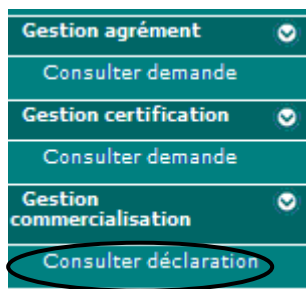 Gestion agrément
Consulter demande
Gestion certification
Consulter demande
Gestion
commercialisation
Consulter déclaration